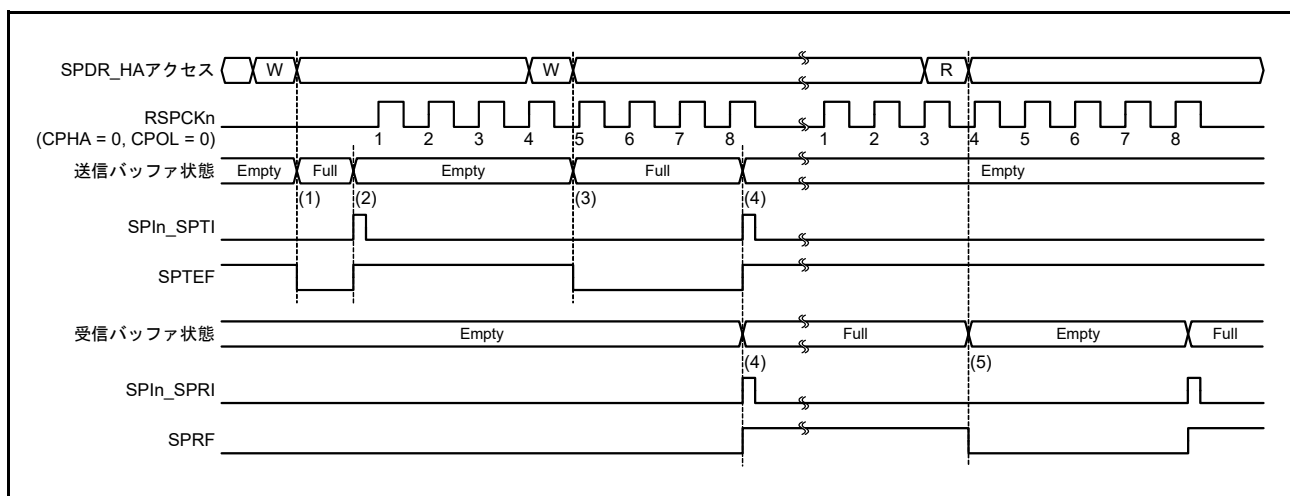 SPDR_HAアクセス W W R
RSPCKn
(CPHA = 0, CPOL = 0)
1 2 3 4 5 6 7 8 1 2 3 4 5 6 7 8
送信バッファ状態 Empty Full Empty Full Empty
(1) (2) (3) (4)
SPIn_SPTI
SPTEF
受信バッファ状態 Empty Full Empty Full
(4) (5)
SPIn_SPRI
SPRF